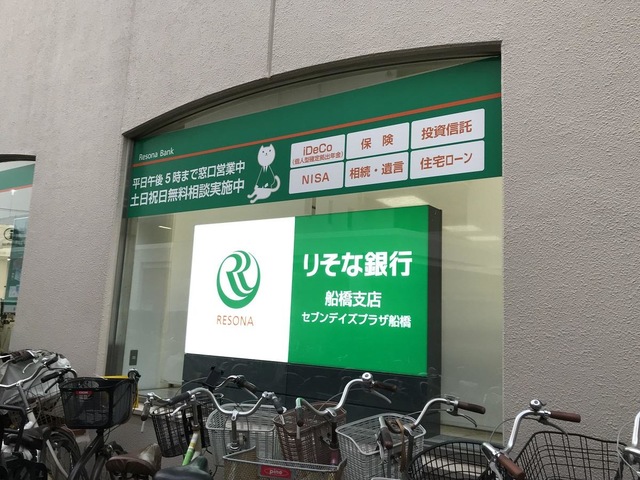 Resona Bank
平日午後5時まで窓口営業中
土日祝日無料相談実施中
iDeCo
(個人型確定拠出年金)
保険
投資信託
NISA
相続・遺言
住宅ローン
RESONA
りそな銀行
船橋支店
セブンデイズプラザ船橋